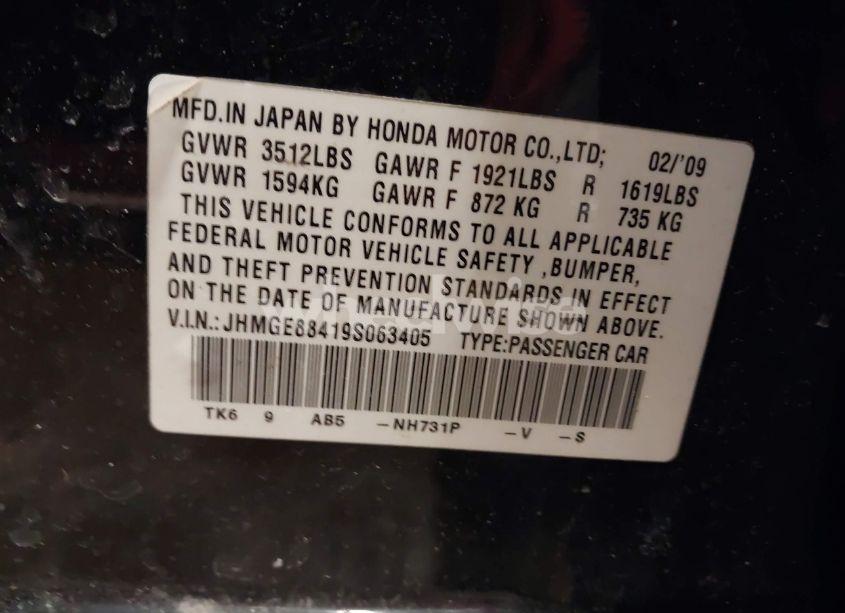 MFD.IN JAPAN BY HONDA MOTOR CO.,LTD; 02/'09
GVWR 3512LBS GAWR F 1921LBS R 1619LBS
GVWR 1594KG GAWR F 872 KG R 735 KG
THIS VEHICLE CONFORMS TO ALL APPLICABLE
FEDERAL MOTOR VEHICLE SAFETY ,BUMPER,
AND THEFT PREVENTION STANDARDS IN EFFECT
ON THE DATE OF MANUFACTURE SHOWN ABOVE.
V.I.N.: JHMGE88419S063405 TYPE:PASSENGER CAR
TK6 9 AB5 -NH731P -V -S